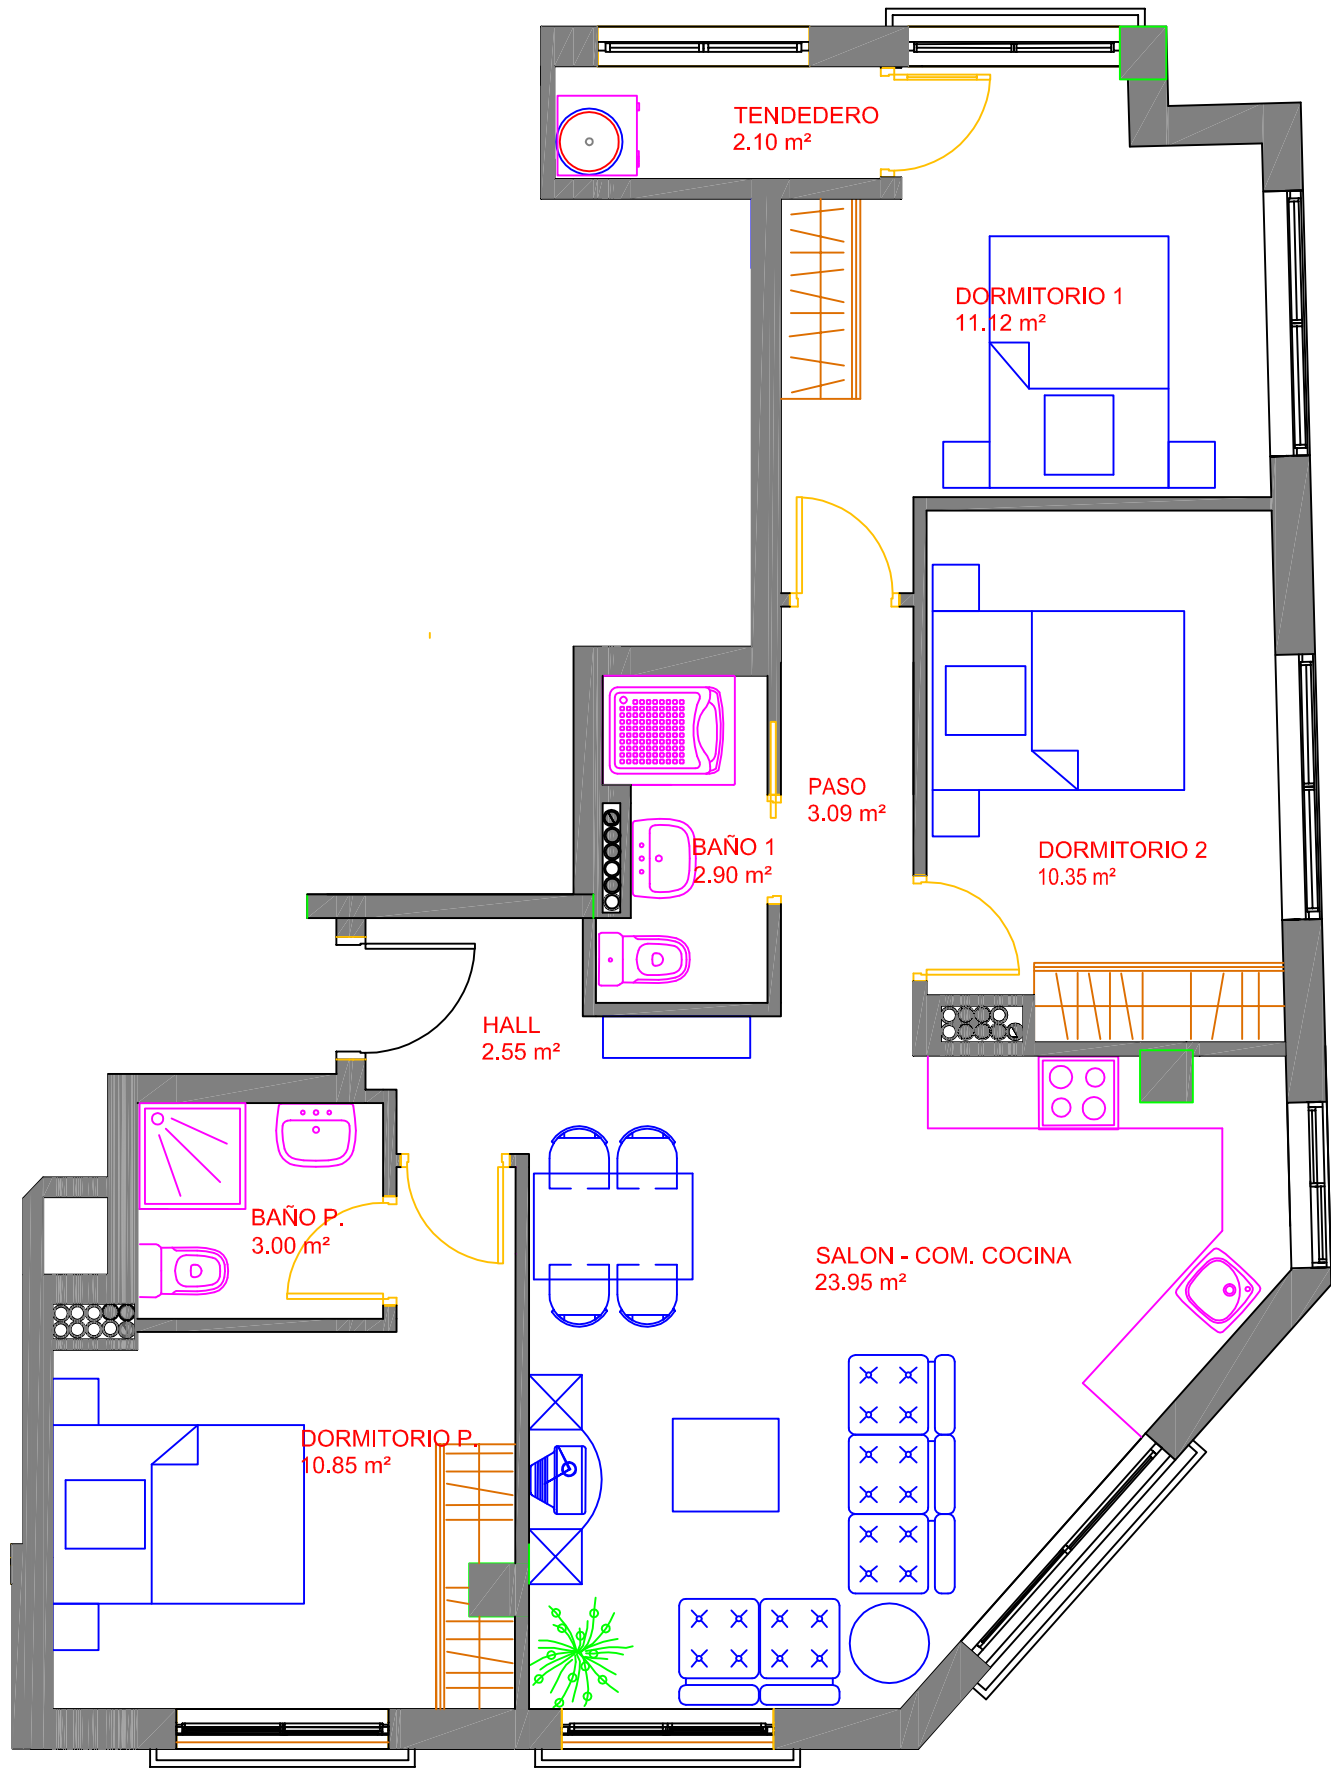 TENDEDERO
2.10 m²
DORMITORIO 1
11.12 m²
PASO
3.09 m²
BAÑO 1
2.90 m²
DORMITORIO 2
10.35 m²
HALL
2.55 m²
BAÑO P.
3.00 m²
SALON - COM. COCINA
23.95 m²
DORMITORIO P.
10.85 m²